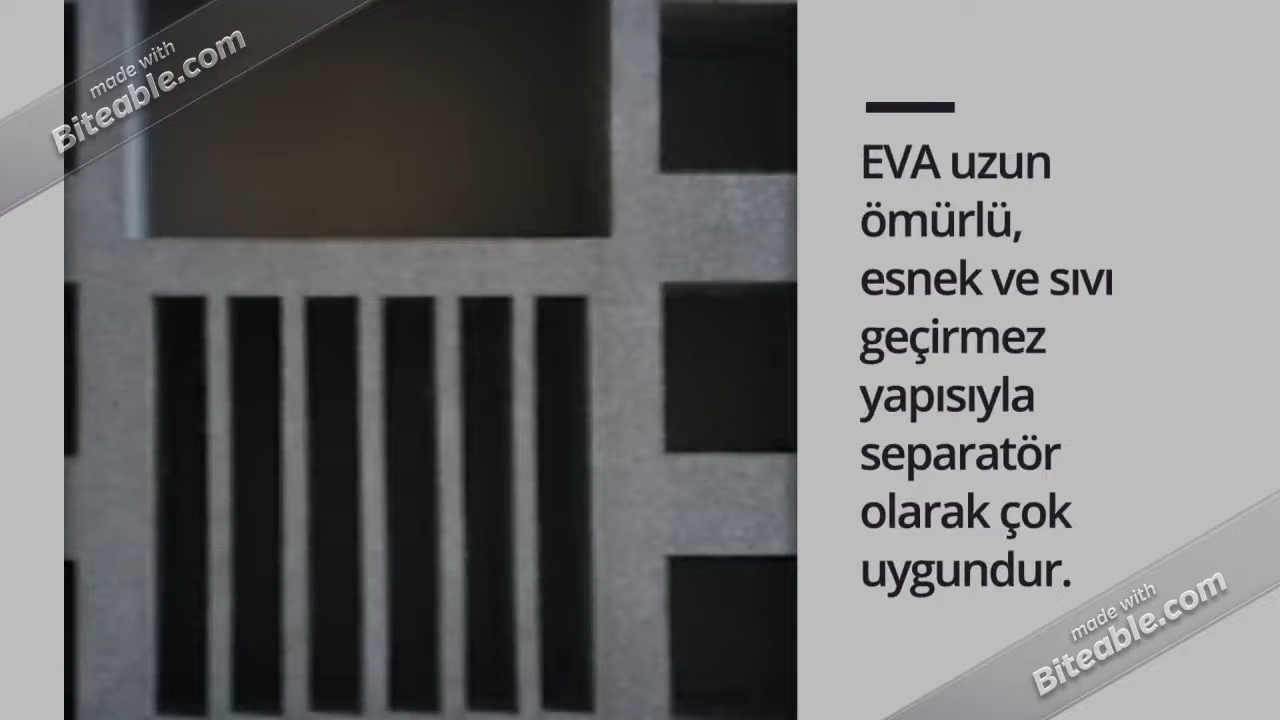 made with
Biteable.com
EVA uzun
ömürlü,
esnek ve sıvı
geçirmez
yapısıyla
separatör
olarak çok
uygundur.
made with
Biteable.com